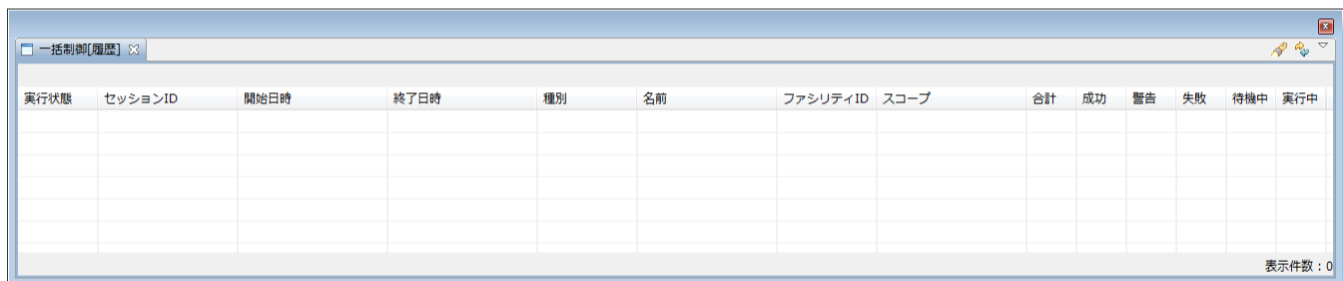 一括制御[履歴]
実行状態 セッションID 開始日時 終了日時 種別 名前 ファシリティID スコープ 合計 成功 警告 失敗 待機中 実行中
表示件数：0